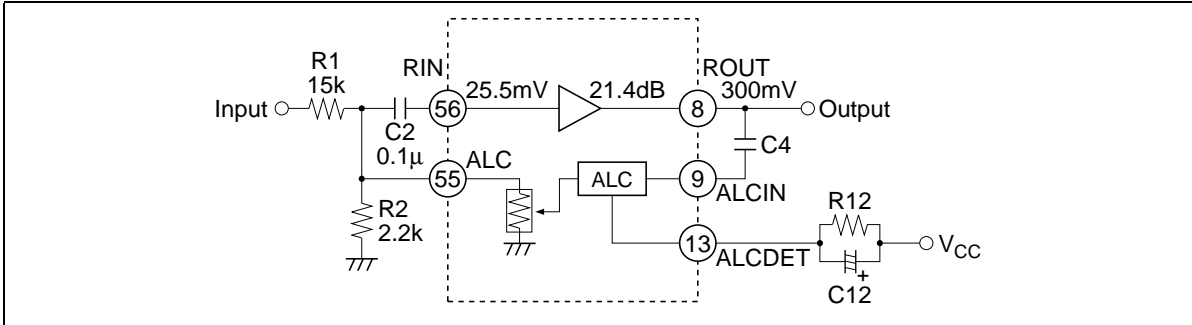 R1
15k
RIN
ROUT
25.5mV
21.4dB
300mV
Input
56
8
Output
C2
0.1μ
C4
ALC
55
ALC
9
ALCIN
R2
2.2k
R12
13
ALCDET
VCC
+
C12